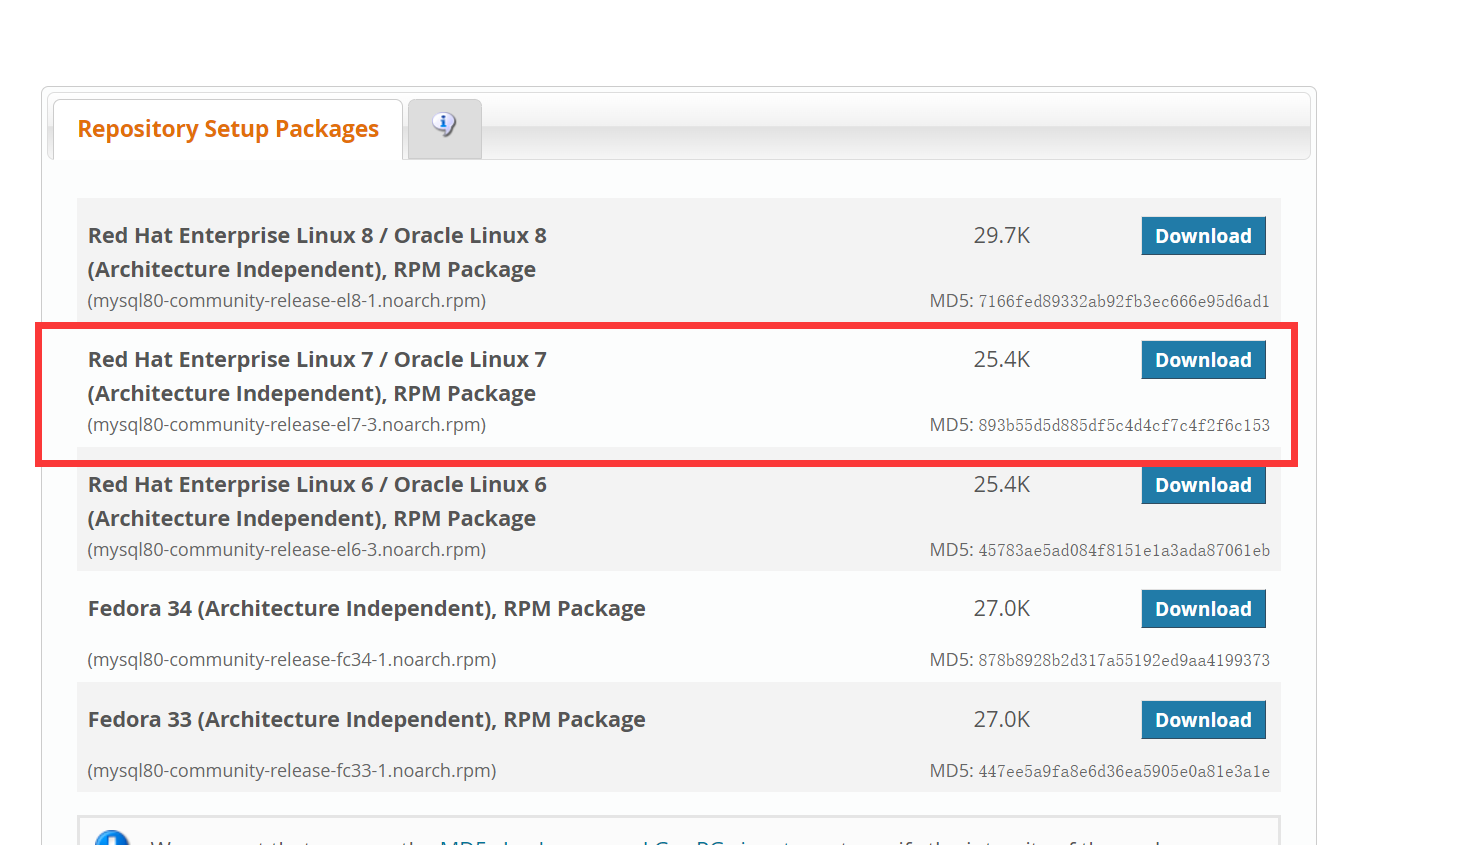 Repository Setup Packages
Red Hat Enterprise Linux 8 / Oracle Linux 8 29.7K Download
(Architecture Independent), RPM Package
(mysql80-community-release-el8-1.noarch.rpm) MD5: 7166fed89332ab92fb3ec666e95d6ad1
Red Hat Enterprise Linux 7 / Oracle Linux 7 25.4K Download
(Architecture Independent), RPM Package
(mysql80-community-release-el7-3.noarch.rpm) MD5: 893b55d5d885df5c4d4cf7c4f2f6c153
Red Hat Enterprise Linux 6 / Oracle Linux 6 25.4K Download
(Architecture Independent), RPM Package
(mysql80-community-release-el6-3.noarch.rpm) MD5: 45783ae5ad084f8151e1a3ada87061eb
Fedora 34 (Architecture Independent), RPM Package 27.0K Download
(mysql80-community-release-fc34-1.noarch.rpm) MD5: 878b8928b2d317a55192ed9aa4199373
Fedora 33 (Architecture Independent), RPM Package 27.0K Download
(mysql80-community-release-fc33-1.noarch.rpm) MD5: 447ee5a9fa8e6d36ea5905e0a81e3a1e